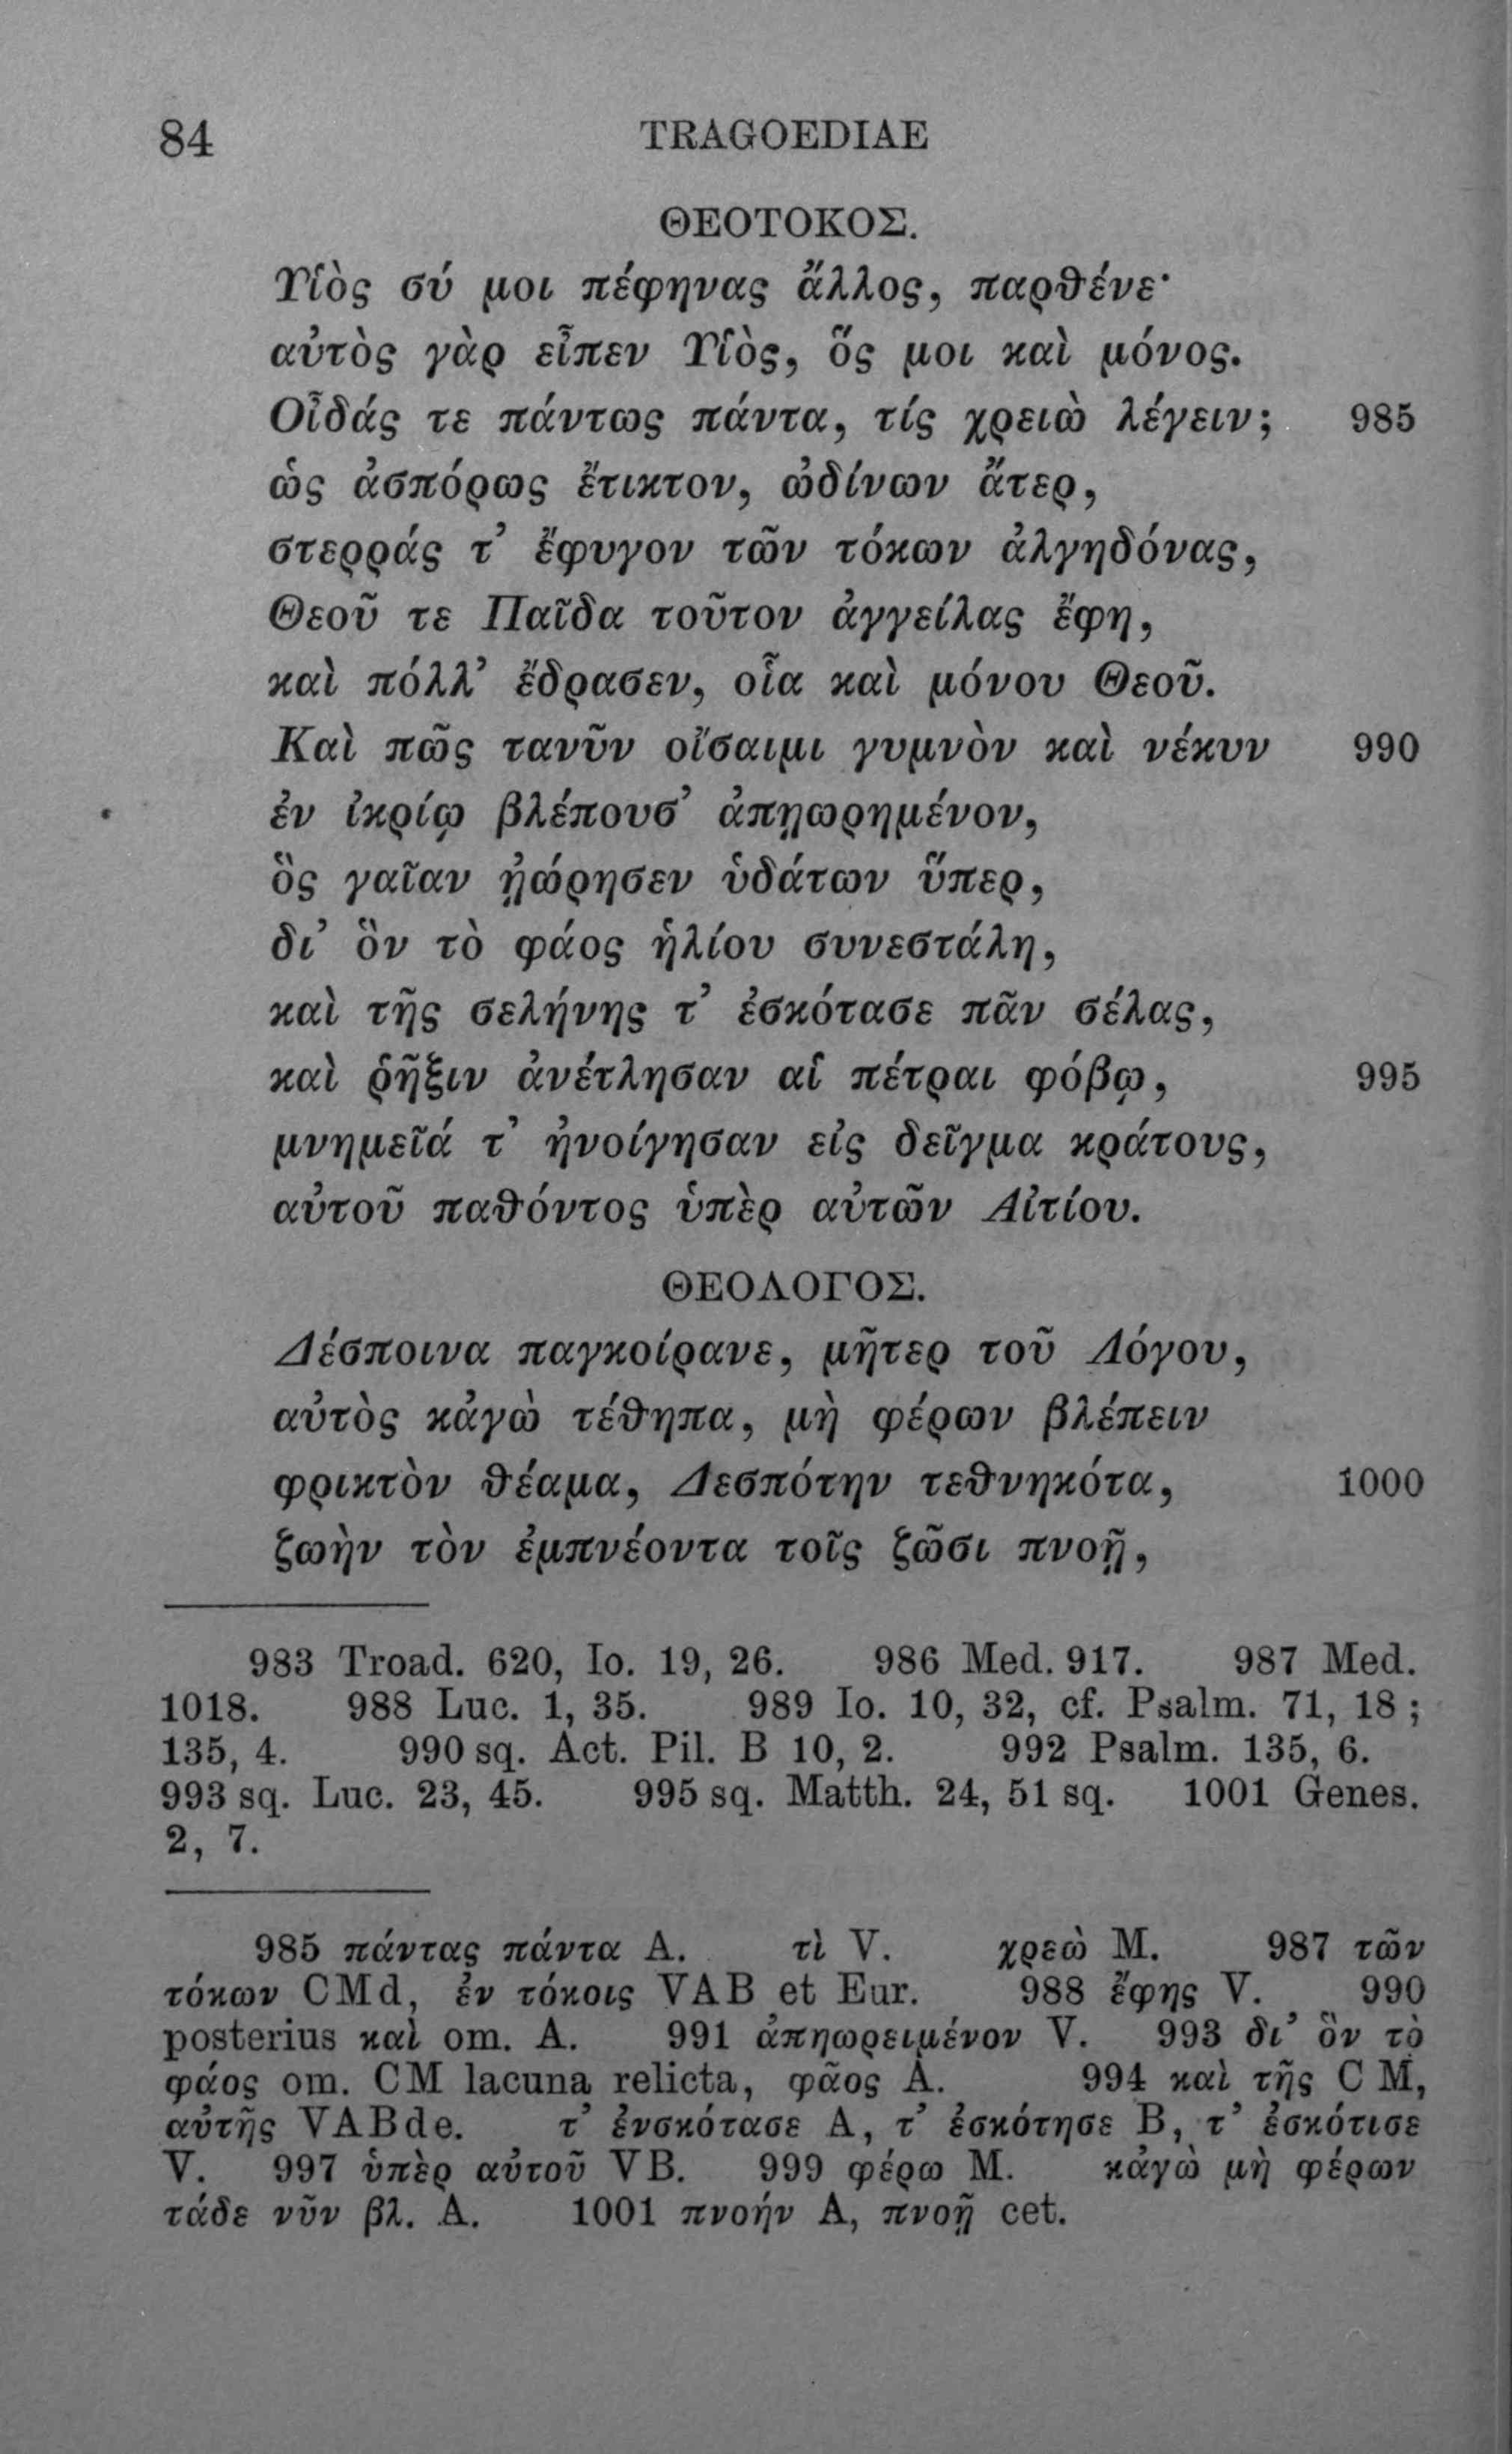 84 TRAGOEDIAE
ΘΕΟΤΟΚΟΣ.
Υἱὸς σύ μοι πέφηνας ἄλλος, παρθένε·
αὐτὸς γὰρ εἶπεν Υἱὸς, ὅς μοι καὶ μόνος.
Οἶδάς τε πάντως πάντα, τίς χρειὼ λέγειν; 985
ὡς ἀσπόρως ἔτικτον, ὠδίνων ἄτερ,
στερράς τ’ ἔφυγον τῶν τόκων ἀλγηδόνας,
Θεοῦ τε Παῖδα τοῦτον ἀγγείλας ἔφη,
καὶ πόλλ’ ἔδρασεν, οἷα καὶ μόνου Θεοῦ.
Καὶ πῶς τανῦν οἴσαιμι γυμνὸν καὶ νέκυν 990
ἐν ἰκρίῳ βλέπουσ’ ἀπῃωρημένον,
ὃς γαῖαν ᾐώρησεν ὑδάτων ὕπερ,
δι’ ὃν τὸ φάος ἡλίου συνεστάλη,
καὶ τῆς σελήνης τ’ ἐσκότασε πᾶν σέλας,
καὶ ῥῆξιν ἀνέτλησαν αἱ πέτραι φόβῳ, 995
μνημεῖά τ’ ἠνοίγησαν εἰς δεῖγμα κράτους,
αὐτοῦ παθόντος ὑπὲρ αὐτῶν Αἰτίου.
ΘΕΟΛΟΓΟΣ.
Δέσποινα παγκοίρανε, μῆτερ τοῦ Λόγου,
αὐτὸς κἀγὼ τέθηπα, μὴ φέρων βλέπειν
φρικτὸν θέαμα, Δεσπότην τεθνηκότα, 1000
ζωὴν τὸν ἐμπνέοντα τοῖς ζῶσι πνοῇ,
983 Troad. 620, Io. 19, 26. 986 Med. 917. 987 Med.
1018. 988 Luc. 1, 35. 989 Io. 10, 32, cf. Psalm. 71, 18;
135, 4. 990 sq. Act. Pil. B 10, 2. 992 Psalm. 135, 6.
993 sq. Luc. 23, 45. 995 sq. Matth. 24, 51 sq. 1001 Genes.
2, 7.
985 πάντας πάντα A. τὶ V. χρεὼ M. 987 τῶν
τόκων CMd, ἐν τόκοις VAB et Eur. 988 ἔφης V. 990
posterius καὶ om. A. 991 ἀπηωρειμένον V. 993 δι’ ὃν τὸ
φάος om. CM lacuna relicta, φᾶος A. 994 καὶ τῆς CM,
αὐτῆς VABde. τ’ ἐνσκότασε A, τ’ ἐσκότησε B, τ’ ἐσκότισε
V. 997 ὑπὲρ αὐτοῦ VB. 999 φέρω M. κἀγὼ μὴ φέρων
τάδε νῦν βλ. A. 1001 πνοήν A, πνοῇ cet.